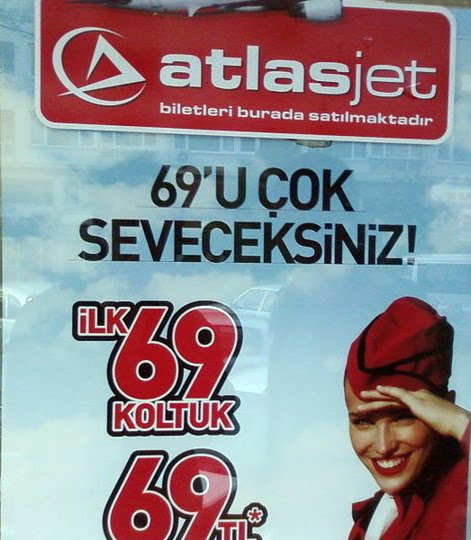 atlasjet
biletleri burada satılmaktadır
69'U ÇOK
SEVECEKSİNİZ!
İLK 69
KOLTUK
69
TL*